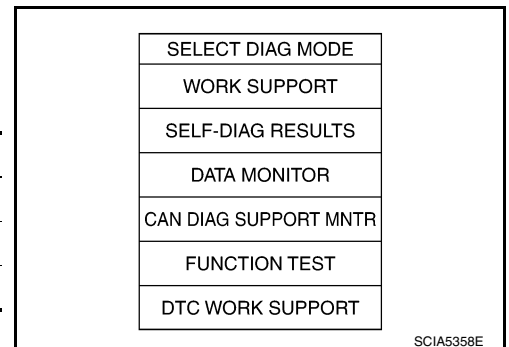 SELECT DIAG MODE
WORK SUPPORT
SELF-DIAG RESULTS
DATA MONITOR
CAN DIAG SUPPORT MNTR
FUNCTION TEST
DTC WORK SUPPORT
SCIA5358E